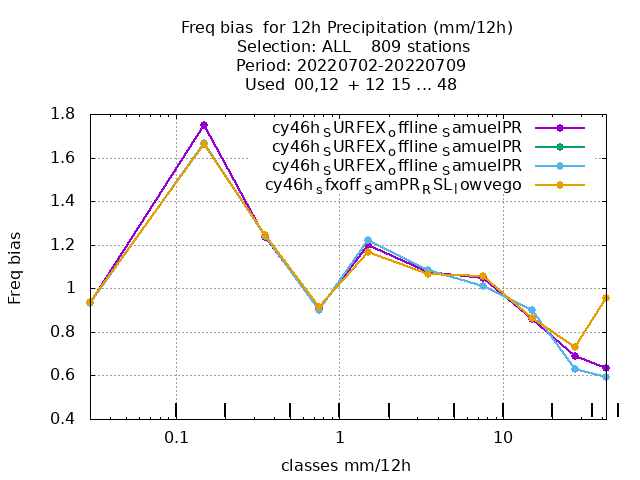 Freq bias  for 12h Precipitation (mm/12h)
Selection: ALL    809 stations
Period: 20220702-20220709
Used  00,12  + 12 15 ... 48
1.8
1.6
1.4
1.2
1
0.8
0.6
0.4
Freq bias
cy46h_SURFEX_offline_SamuelPR
cy46h_SURFEX_offline_SamuelPR
cy46h_SURFEX_offline_SamuelPR
cy46h_sfxoff_SamPR_RSL_lowvego
0.1
1
10
classes mm/12h